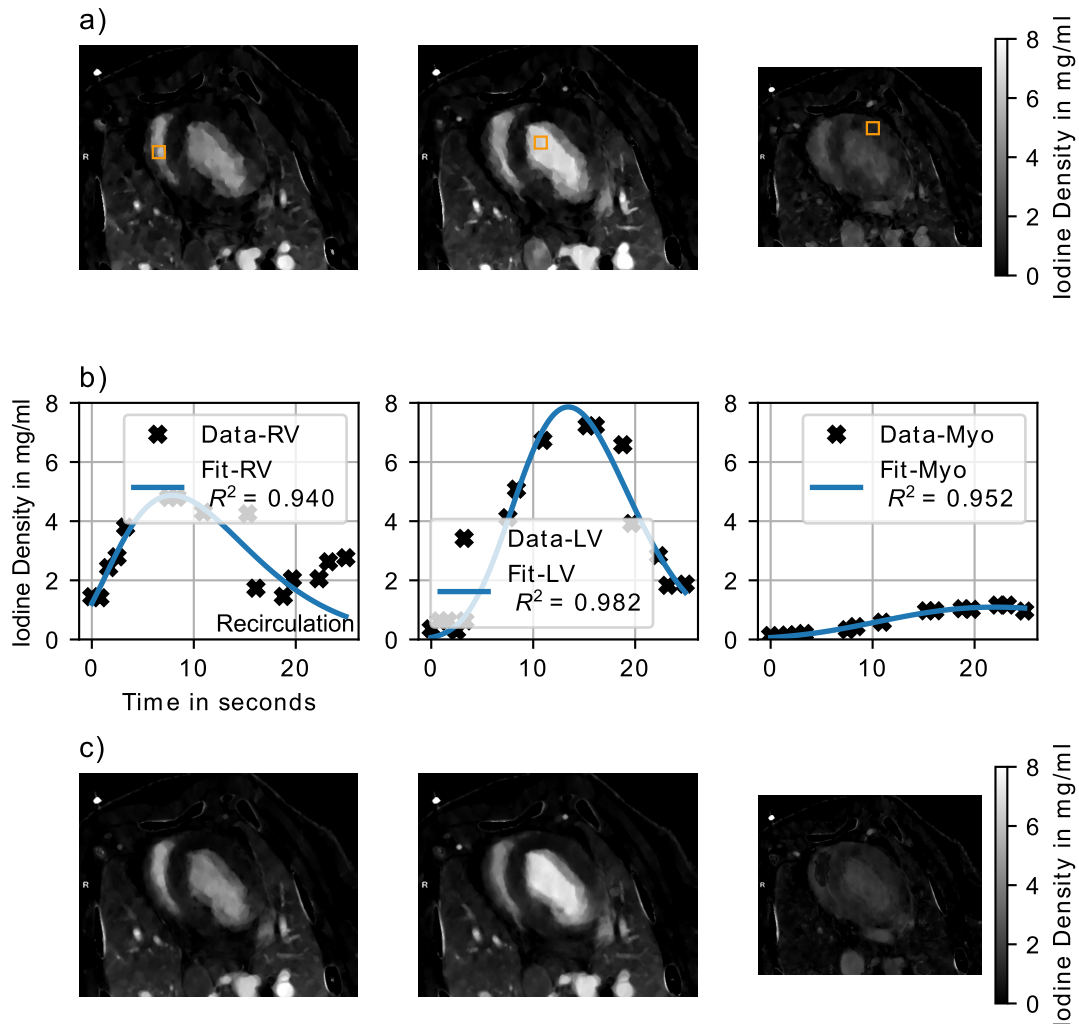 a)
R
R
R
8
6
4
2
0
Iodine Density in mg/ml
b)
Iodine Density in mg/ml
8
6
4
2
0
0
10
20
Data-RV
Fit-RV
R² = 0.940
Recirculation
Time in seconds
8
6
4
2
0
0
10
20
Data-LV
Fit-LV
R² = 0.982
8
6
4
2
0
0
10
20
Data-Myo
Fit-Myo
R² = 0.952
c)
R
R
R
8
6
4
2
0
Iodine Density in mg/ml